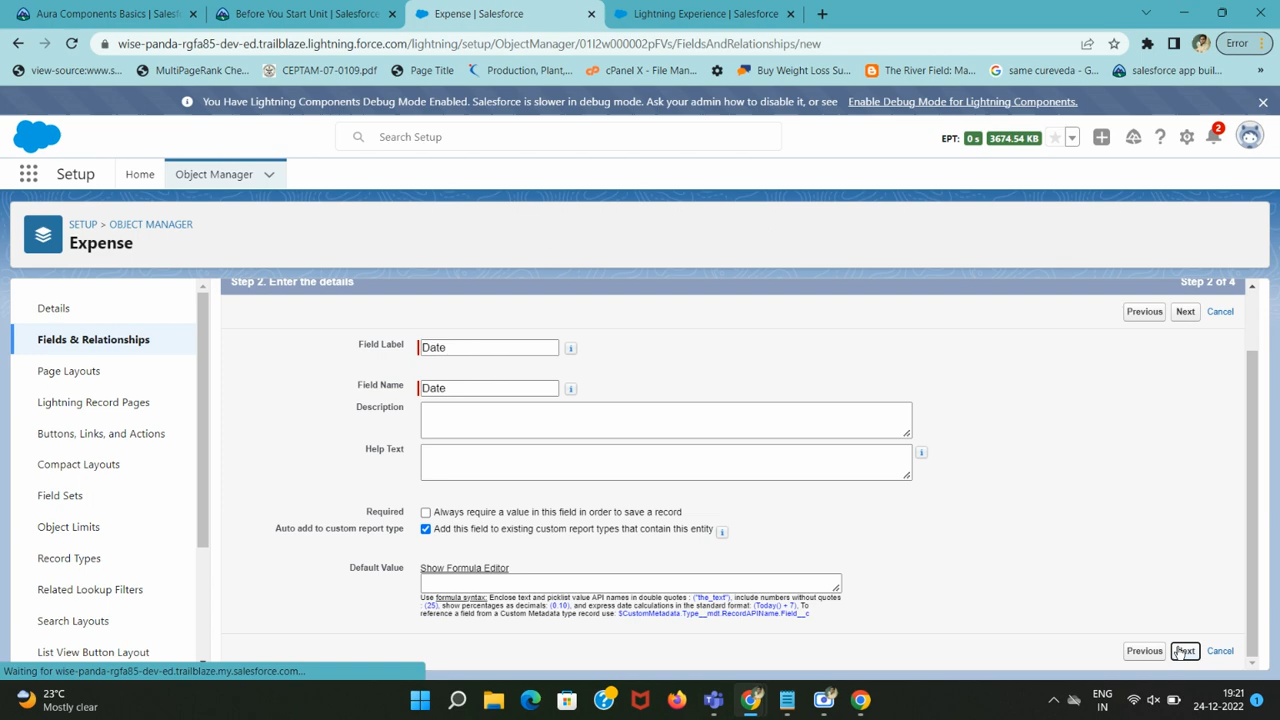 Aura Components Basics | Salesf
Before You Start Unit | Salesforce
Expense | Salesforce
Lightning Experience | Salesforce
wise-panda-rgfa85-dev-ed.trailblaze.lightning.force.com/lightning/setup/ObjectManager/01I2w000002pFVs/FieldsAndRelationships/new
Error
view-source:www.s...
MultiPageRank Che...
CEPTAM-07-0109.pdf
Page Title
Production, Plant,...
cPanel X - File Man...
Buy Weight Loss Su...
The River Field: Ma...
same cureveda - G...
salesforce app buil...
»
You Have Lightning Components Debug Mode Enabled. Salesforce is slower in debug mode. Ask your admin how to disable it, or see Enable Debug Mode for Lightning Components.
Search Setup
EPT: 0 s 3674.54 KB
2
Setup
Home
Object Manager
SETUP > OBJECT MANAGER
Expense
Details
Fields & Relationships
Page Layouts
Lightning Record Pages
Buttons, Links, and Actions
Compact Layouts
Field Sets
Object Limits
Record Types
Related Lookup Filters
Search Layouts
List View Button Layout
Step 2. Enter the details
Step 2 of 4
Previous Next Cancel
Field Label Date
Field Name Date
Description
Help Text
Required Always require a value in this field in order to save a record
Auto add to custom report type Add this field to existing custom report types that contain this entity
Default Value Show Formula Editor
Use formula syntax: Enclose text and picklist value API names in double quotes : ("the_text"), include numbers without quotes
: (25), show percentages as decimals: (0.10), and express date calculations in the standard format: (Today() + 7), To
reference a field from a Custom Metadata type record use: $CustomMetadata.Type__mdt.RecordAPIName.Field__c
Previous Next Cancel
Waiting for wise-panda-rgfa85-dev-ed.trailblaze.my.salesforce.com...
23°C
Mostly clear
ENG
IN
19:21
24-12-2022
1